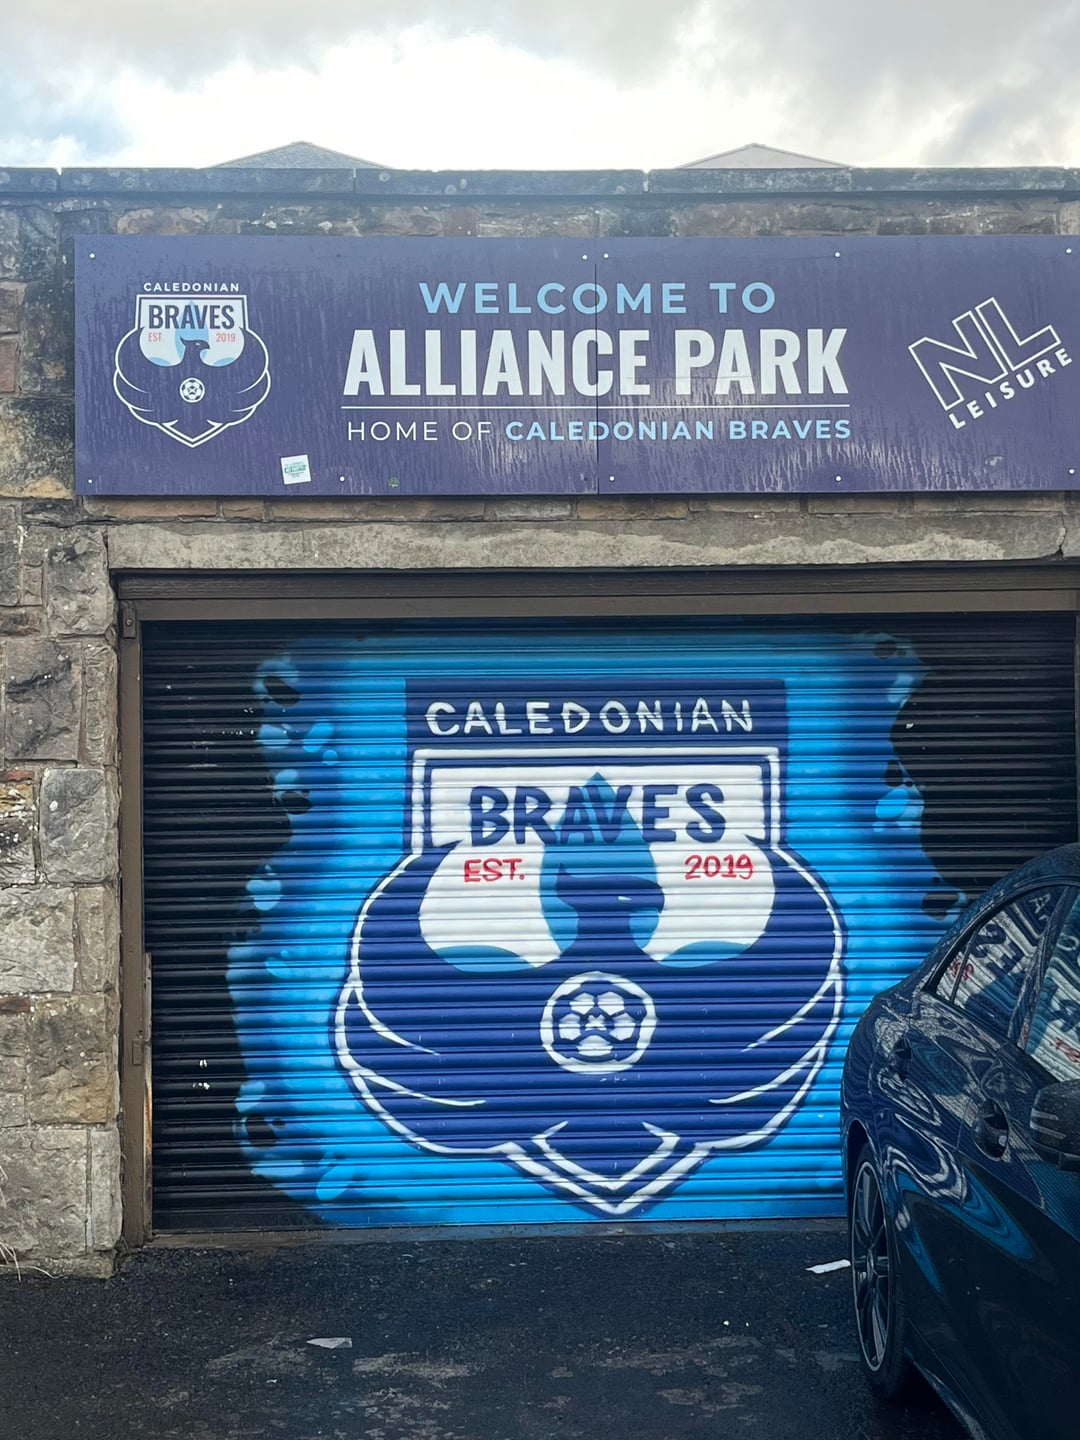 CALEDONIAN
BRAVES
EST. 2019
WELCOME TO
ALLIANCE PARK
HOME OF CALEDONIAN BRAVES
NL
LEISURE
CALEDONIAN
BRAVES
EST. 2019